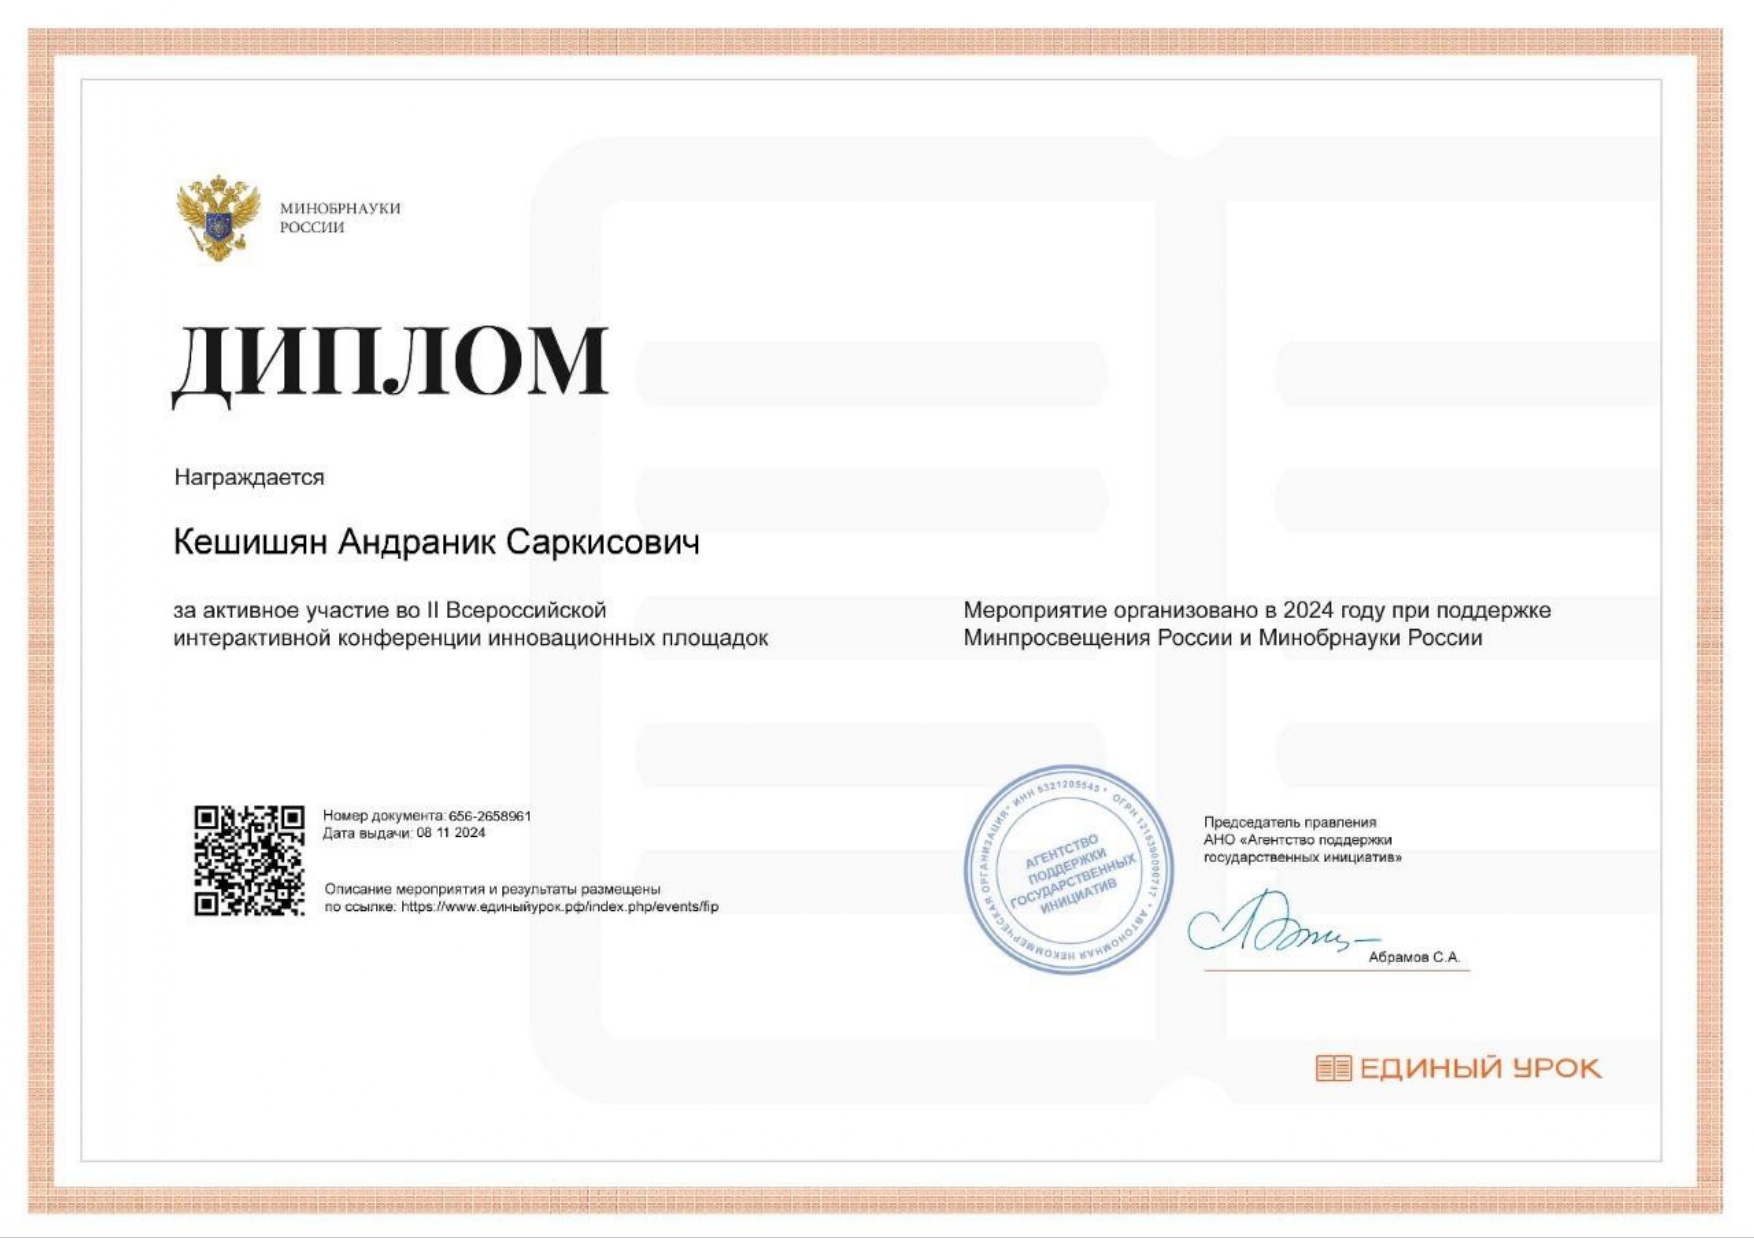 МИНОБРНАУКИ
РОССИИ
ДИПЛОМ
Награждается
Кешишян Андраник Саркисович
за активное участие во II Всероссийской
интерактивной конференции инновационных площадок
Мероприятие организовано в 2024 году при поддержке
Минпросвещения России и Минобрнауки России
Номер документа: 656-2658961
Дата выдачи: 08 11 2024
Описание мероприятия и результаты размещены
по ссылке: https://www.единыйурок.рф/index.php/events/fip
АВТОНОМНАЯ НЕКОММЕРЧЕСКАЯ ОРГАНИЗАЦИЯ * ИНН 5321205545 * ОГРН 1215300000717 *
АГЕНТСТВО
ПОДДЕРЖКИ
ГОСУДАРСТВЕННЫХ
ИНИЦИАТИВ
Председатель правления
АНО «Агентство поддержки
государственных инициатив»
Абрамов С.А.
ЕДИНЫЙ УРОК